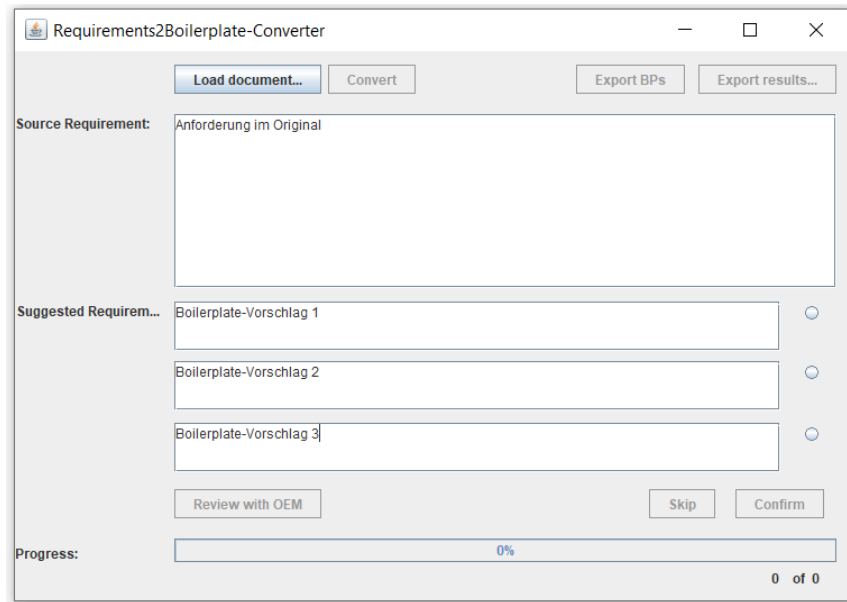 Requirements2Boilerplate-Converter
Load document... Convert Export BPs Export results...
Source Requirement: Anforderung im Original
Suggested Requirem... Boilerplate-Vorschlag 1
Boilerplate-Vorschlag 2
Boilerplate-Vorschlag 3
Review with OEM Skip Confirm
Progress: 0%
0 of 0